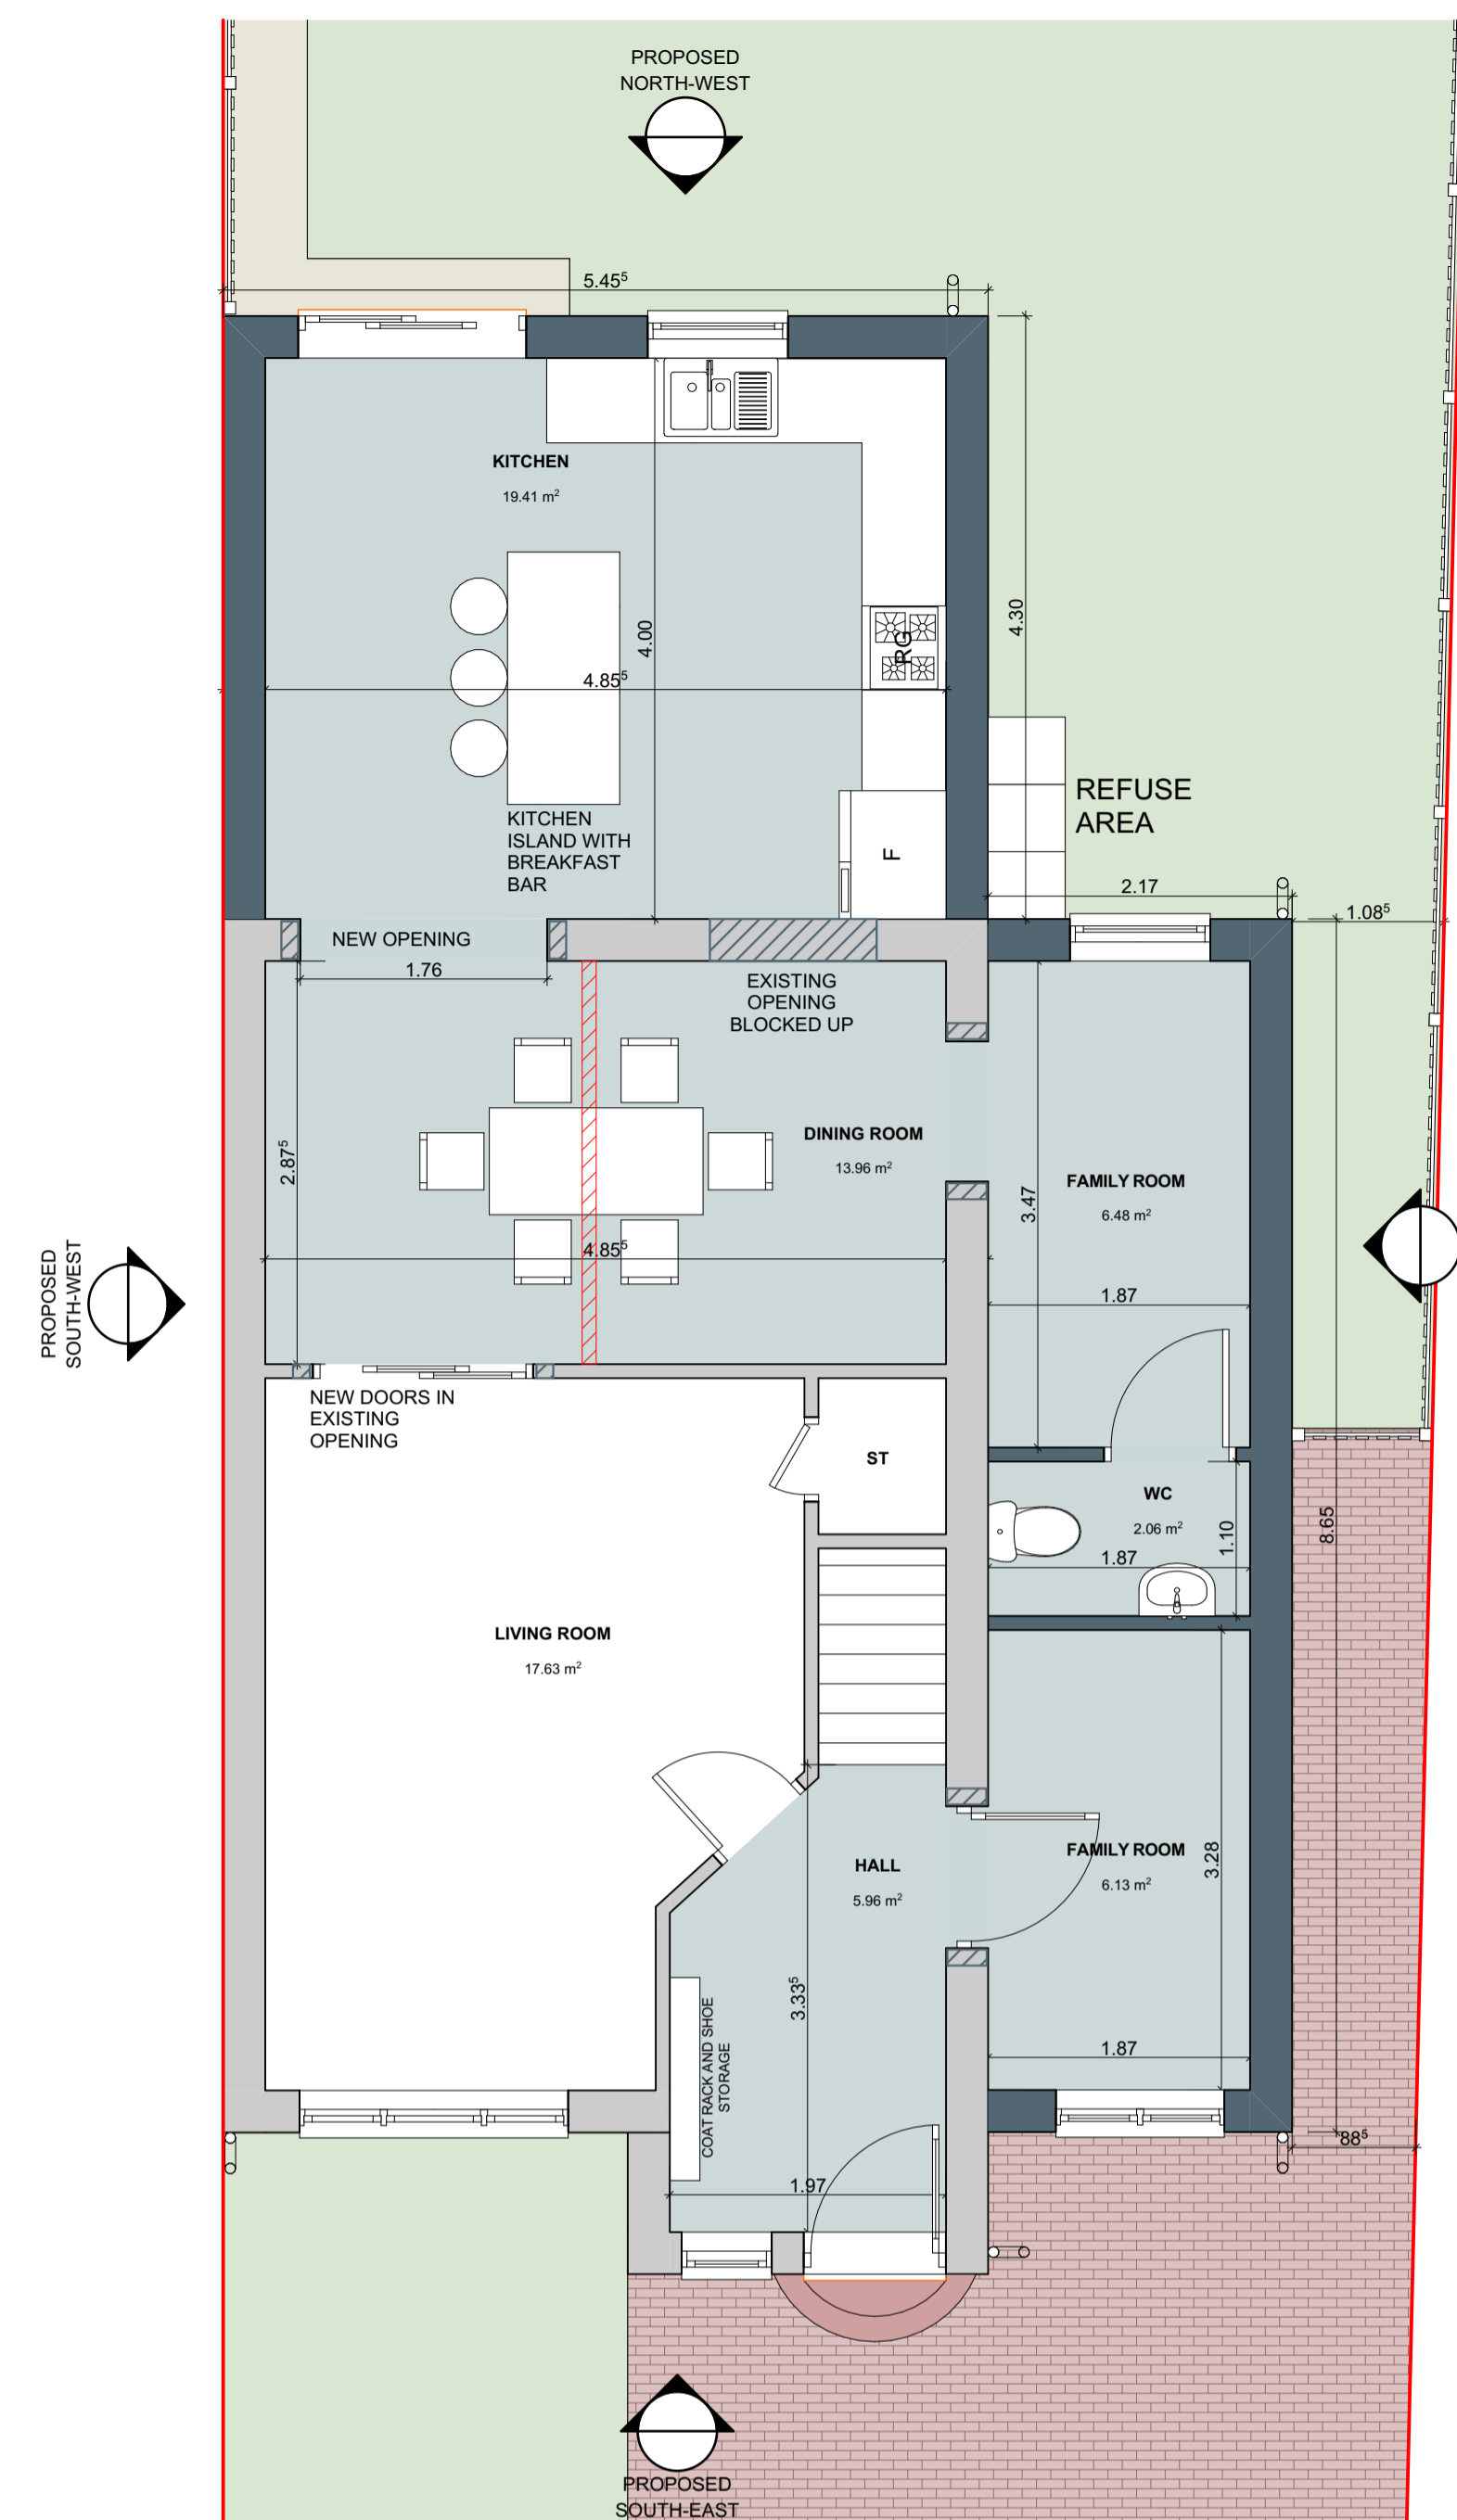 PROPOSED
NORTH-WEST
5.45⁵
KITCHEN
19.41 m²
4.00
4.30
RG
4.85⁵
KITCHEN
ISLAND WITH
BREAKFAST
BAR
F
REFUSE
AREA
2.17
1.08⁵
NEW OPENING
1.76
EXISTING
OPENING
BLOCKED UP
DINING ROOM
13.96 m²
2.87⁵
3.47
FAMILY ROOM
6.48 m²
4.85⁵
1.87
PROPOSED
SOUTH-WEST
NEW DOORS IN
EXISTING
OPENING
ST
WC
2.06 m²
1.10
1.87
8.65
LIVING ROOM
17.63 m²
HALL
5.96 m²
FAMILY ROOM
6.13 m²
3.28
3.33⁵
COAT RACK AND SHOE
STORAGE
1.87
88⁵
1.97
PROPOSED
SOUTH-EAST